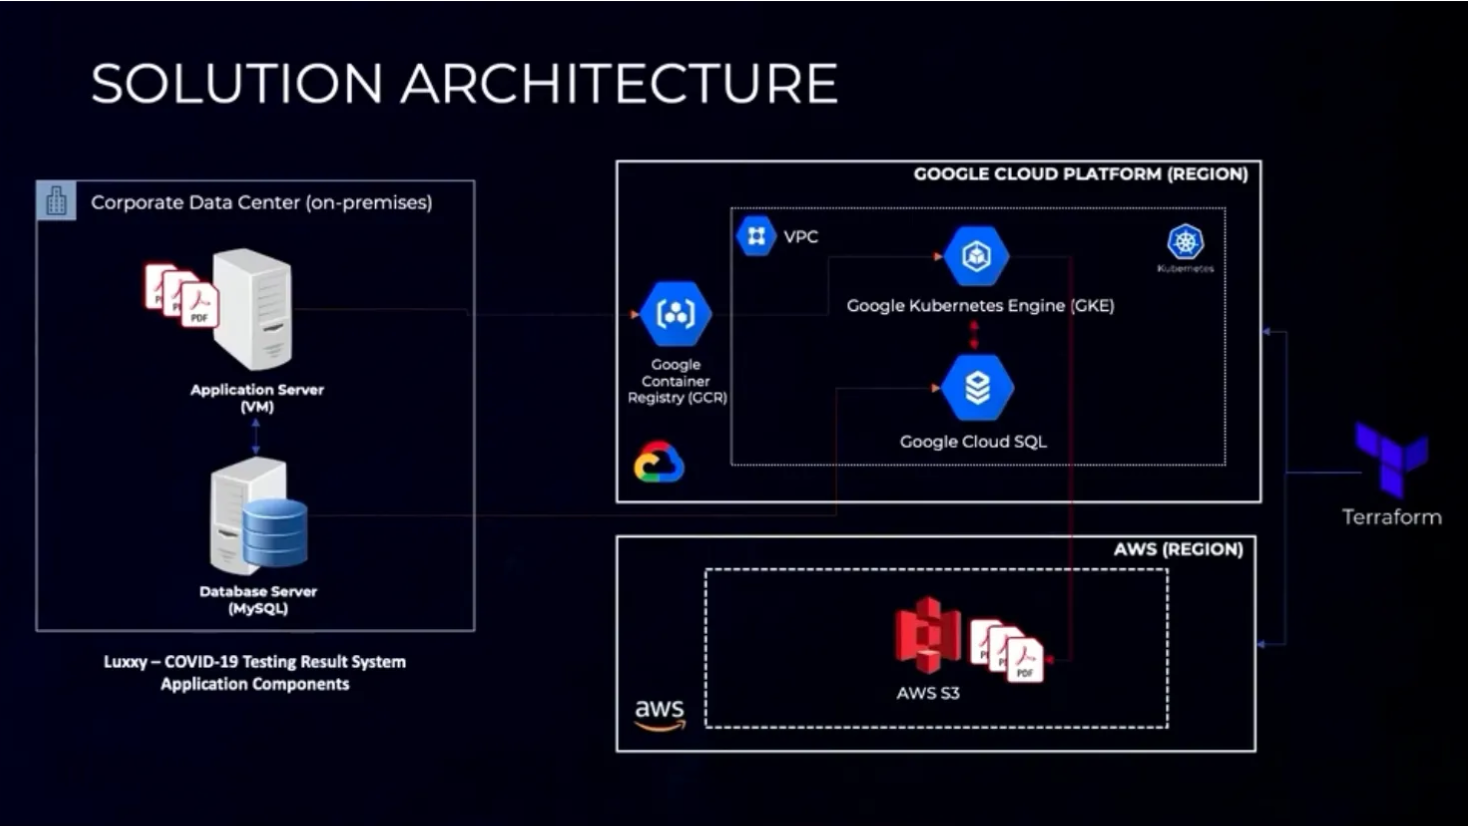 SOLUTION ARCHITECTURE
Corporate Data Center (on-premises)
PDF
Application Server
(VM)
Database Server
(MySQL)
Luxxy – COVID-19 Testing Result System
Application Components
GOOGLE CLOUD PLATFORM (REGION)
VPC
Kubernetes
Google Kubernetes Engine (GKE)
Google
Container
Registry (GCR)
Google Cloud SQL
AWS (REGION)
PDF
AWS S3
aws
Terraform